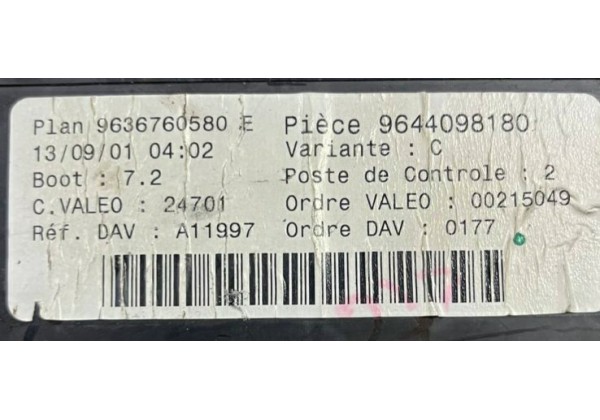 Plan 9636760580 E Pièce 9644098180
13/09/01 04:02 Variante : C
Boot : 7.2 Poste de Controle : 2
C.VALEO : 24701 Ordre VALEO : 00215049
Réf. DAV : A11997 Ordre DAV : 0177